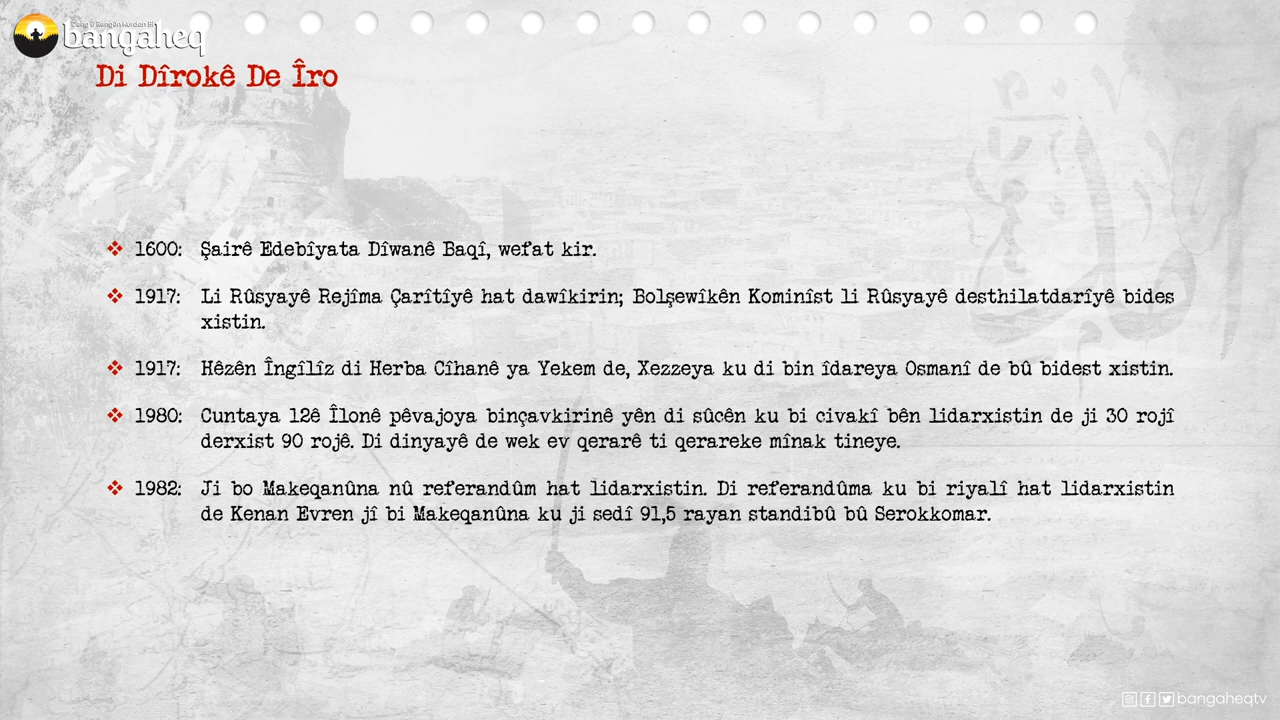 Deng û Rengên Kurdan Bi
bangaheq
Di Dîrokê De Îro
❖ 1600: Şairê Edebîyata Dîwanê Baqî, wefat kir.
❖ 1917: Li Rûsyayê Rejîma Çarîtîyê hat dawîkirin; Bolşewîkên Kominîst li Rûsyayê desthilatdarîyê bides
xistin.
❖ 1917: Hêzên Îngîlîz di Herba Cîhanê ya Yekem de, Xezzeya ku di bin îdareya Osmanî de bû bidest xistin.
❖ 1980: Cuntaya 12ê Îlonê pêvajoya binçavkirinê yên di sûcên ku bi civakî bên lidarxistin de ji 30 rojî
derxist 90 rojê. Di dinyayê de wek ev qerarê ti qerareke mînak tineye.
❖ 1982: Ji bo Makeqanûna nû referandûm hat lidarxistin. Di referandûma ku bi riyalî hat lidarxistin
de Kenan Evren jî bi Makeqanûna ku ji sedî 91,5 rayan standibû bû Serokkomar.
bangaheqtv